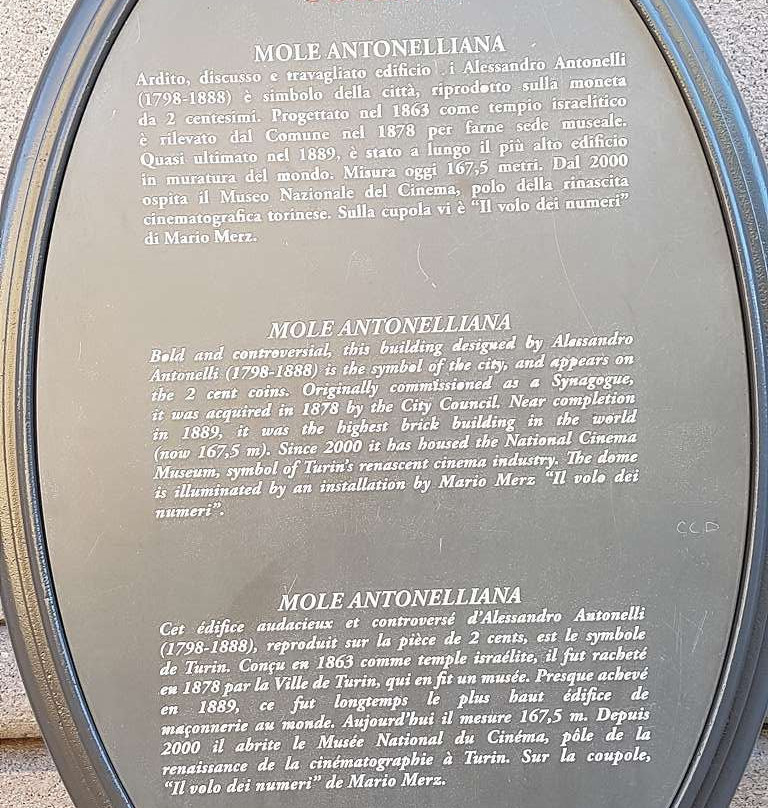 MOLE ANTONELLIANA
Ardito, discusso e travagliato edificio i Alessandro Antonelli
(1798-1888) è simbolo della città, riprodotto sulla moneta
da 2 centesimi. Progettato nel 1863 come tempio israelitico
è rilevato dal Comune nel 1878 per farne sede museale.
Quasi ultimato nel 1889, è stato a lungo il più alto edificio
in muratura del mondo. Misura oggi 167,5 metri. Dal 2000
ospita il Museo Nazionale del Cinema, polo della rinascita
cinematografica torinese. Sulla cupola vi è “Il volo dei numeri”
di Mario Merz.
MOLE ANTONELLIANA
Bold and controversial, this building designed by Alessandro
Antonelli (1798-1888) is the symbol of the city, and appears on
the 2 cent coins. Originally commissioned as a Synagogue,
it was acquired in 1878 by the City Council. Near completion
in 1889, it was the highest brick building in the world
(now 167,5 m). Since 2000 it has housed the National Cinema
Museum, symbol of Turin's renascent cinema industry. The dome
is illuminated by an installation by Mario Merz “Il volo dei
numeri”.
CCD
MOLE ANTONELLIANA
Cet édifice audacieux et controversé d'Alessandro Antonelli
(1798-1888), reproduit sur la pièce de 2 cents, est le symbole
de Turin. Conçu en 1863 comme temple israélite, il fut racheté
en 1878 par la Ville de Turin, qui en fit un musée. Presque achevé
en 1889, ce fut longtemps le plus haut édifice de
maçonnerie au monde. Aujourd'hui il mesure 167,5 m. Depuis
2000 il abrite le Musée National du Cinéma, pôle de la
renaissance de la cinématographie à Turin. Sur la coupole,
“Il volo dei numeri” de Mario Merz.